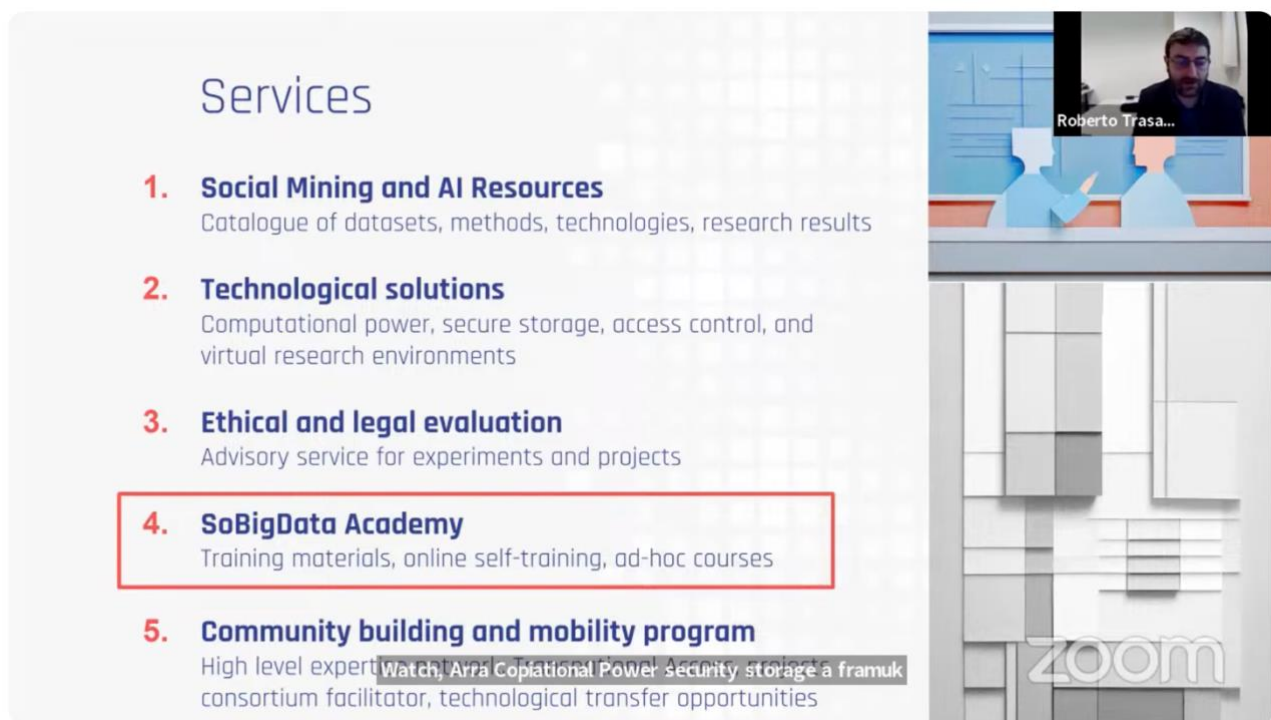 Services
1. Social Mining and AI Resources
Catalogue of datasets, methods, technologies, research results
2. Technological solutions
Computational power, secure storage, access control, and
virtual research environments
3. Ethical and legal evaluation
Advisory service for experiments and projects
4. SoBigData Academy
Training materials, online self-training, ad-hoc courses
5. Community building and mobility program
High level
Watch, Arra Copiational Power security storage a framuk
consortium facilitator, technological transfer opportunities
Roberto Trasa...
zoom